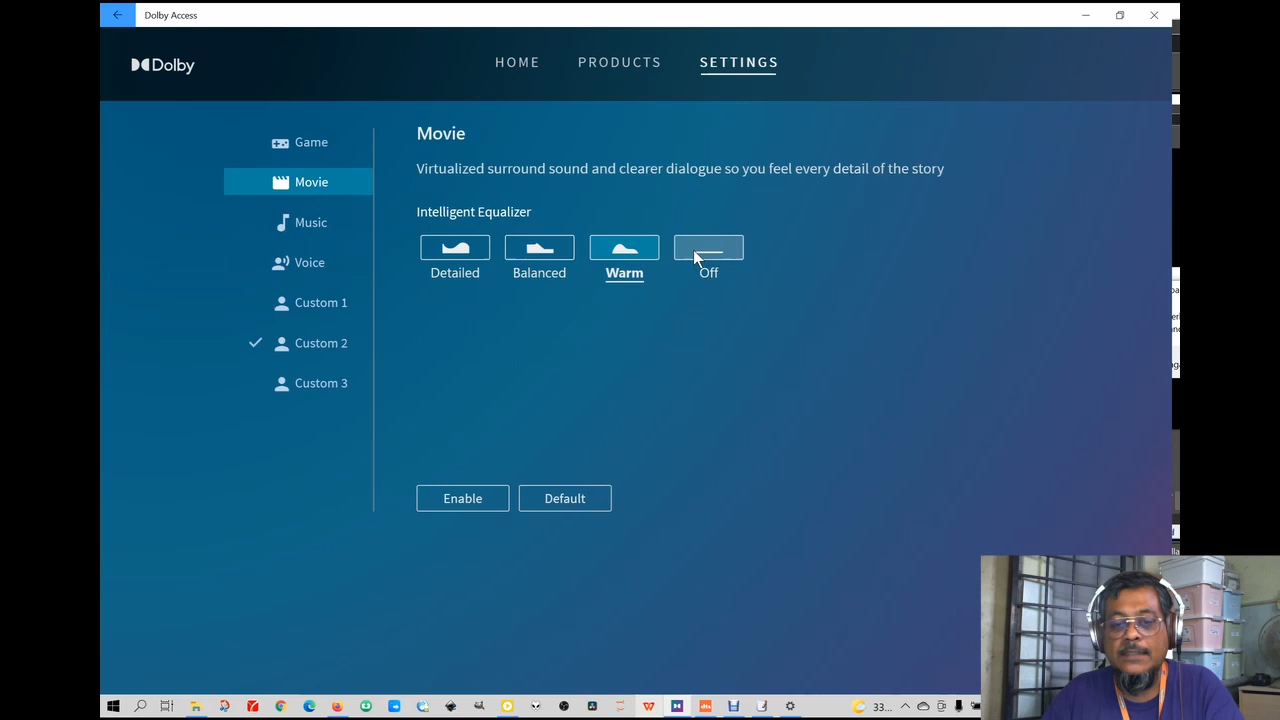 Dolby Access
Dolby
HOME PRODUCTS SETTINGS
Game
Movie
Music
Voice
Custom 1
Custom 2
Custom 3
Movie
Virtualized surround sound and clearer dialogue so you feel every detail of the story
Intelligent Equalizer
Detailed Balanced Warm Off
Enable Default
dts
33...